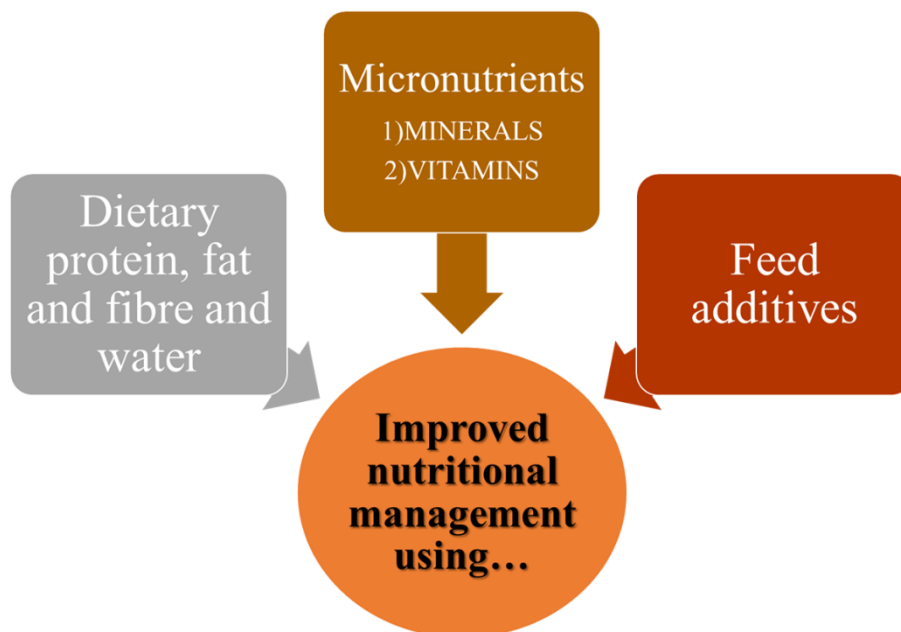 Micronutrients
1)MINERALS
2)VITAMINS
Dietary
protein, fat
and fibre and
water
Feed
additives
Improved
nutritional
management
using…